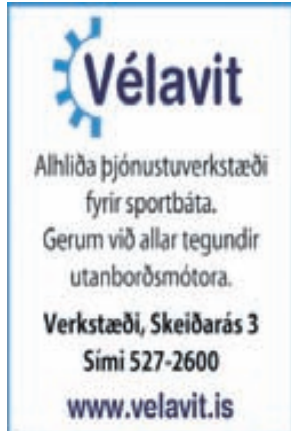 Vélavit
Alhliða þjónustuverkstæði
fyrir sportbáta.
Gerum við allar tegundir
utanborðsmótora.
Verkstæði, Skeiðarás 3
Sími 527-2600
www.velavit.is